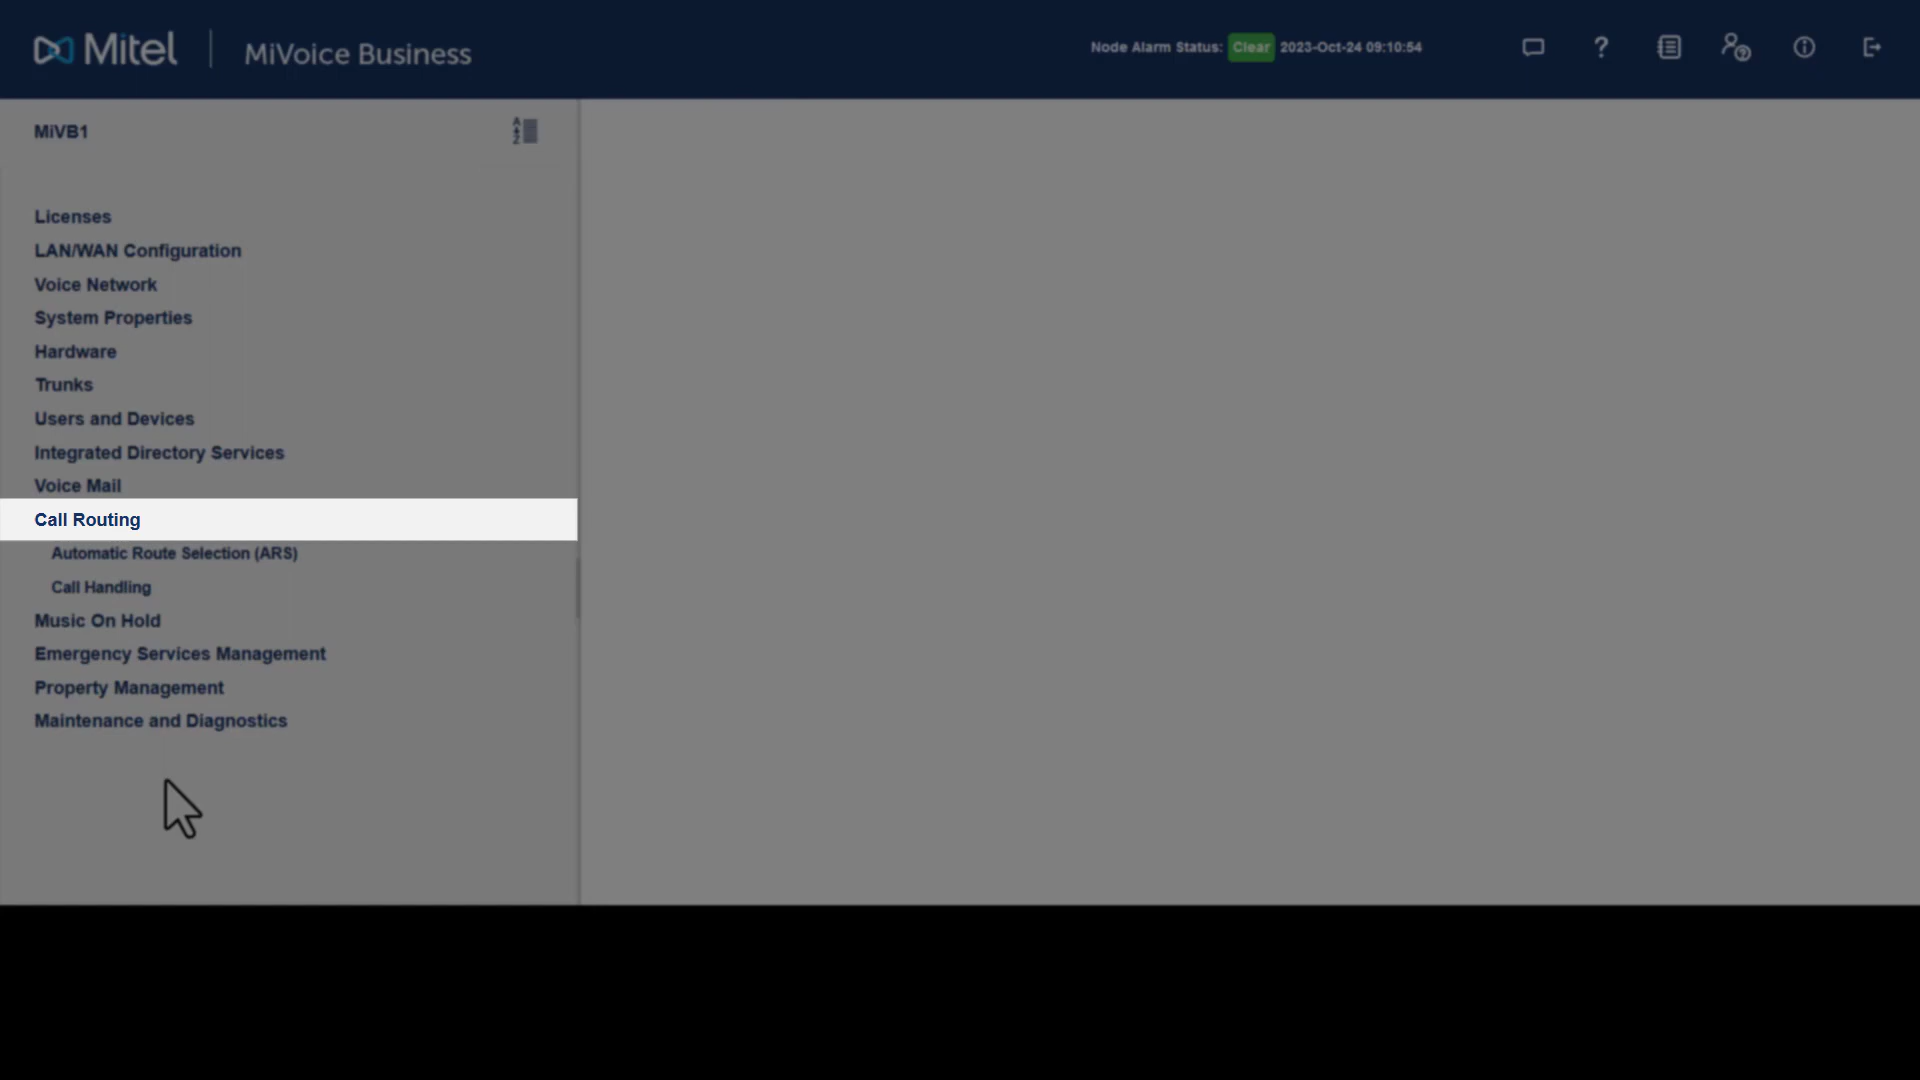 Mitel
MiVoice Business
Node Alarm Status: Clear 2023-Oct-24 09:10:54
?
MiVB1
A
Z
Licenses
LAN/WAN Configuration
Voice Network
System Properties
Hardware
Trunks
Users and Devices
Integrated Directory Services
Voice Mail
Call Routing
Automatic Route Selection (ARS)
Call Handling
Music On Hold
Emergency Services Management
Property Management
Maintenance and Diagnostics